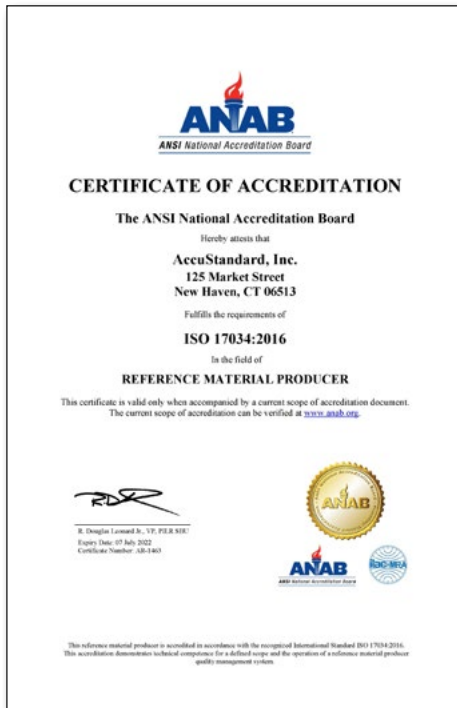 ANAB
ANSI National Accreditation Board
CERTIFICATE OF ACCREDITATION
The ANSI National Accreditation Board
Hereby attests that
AccuStandard, Inc.
125 Market Street
New Haven, CT 06513
Fulfills the requirements of
ISO 17034:2016
In the field of
REFERENCE MATERIAL PRODUCER
This certificate is valid only when accompanied by a current scope of accreditation document.
The current scope of accreditation can be verified at www.anab.org.
R. Douglas Leonard Jr., VP, PILR SBU
Expiry Date: 07 July 2022
Certificate Number: AR-1463
ANAB
ANAB
ANSI National Accreditation Board
ilac-MRA
This reference material producer is accredited in accordance with the recognized International Standard ISO 17034:2016.
This accreditation demonstrates technical competence for a defined scope and the operation of a reference material producer
quality management system.